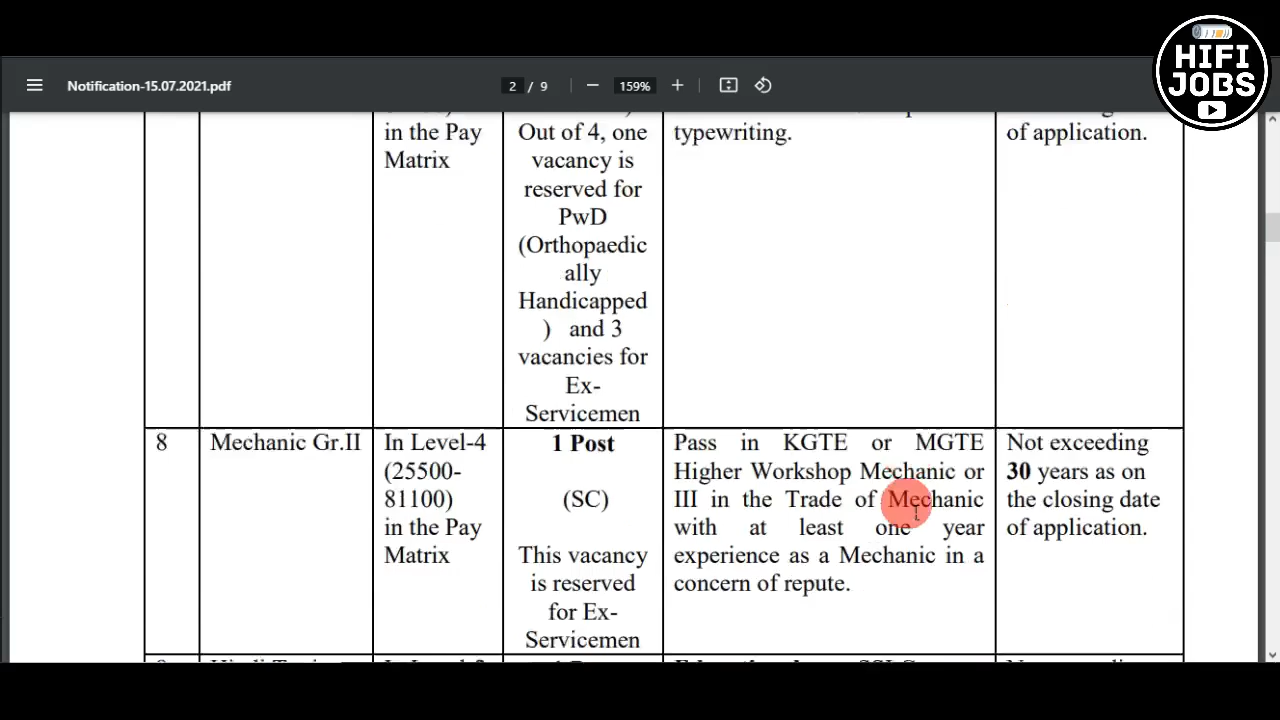 HIFI
JOBS
Notification-15.07.2021.pdf
2 / 9
159%
in the Pay
Matrix
Out of 4, one
vacancy is
reserved for
PwD
(Orthopaedic
ally
Handicapped
) and 3
vacancies for
Ex-
Servicemen
typewriting.
of application.
8
Mechanic Gr.II
In Level-4
(25500-
81100)
in the Pay
Matrix
1 Post
(SC)
This vacancy
is reserved
for Ex-
Servicemen
Pass in KGTE or MGTE
Higher Workshop Mechanic or
III in the Trade of Mechanic
with at least one year
experience as a Mechanic in a
concern of repute.
Not exceeding
30 years as on
the closing date
of application.